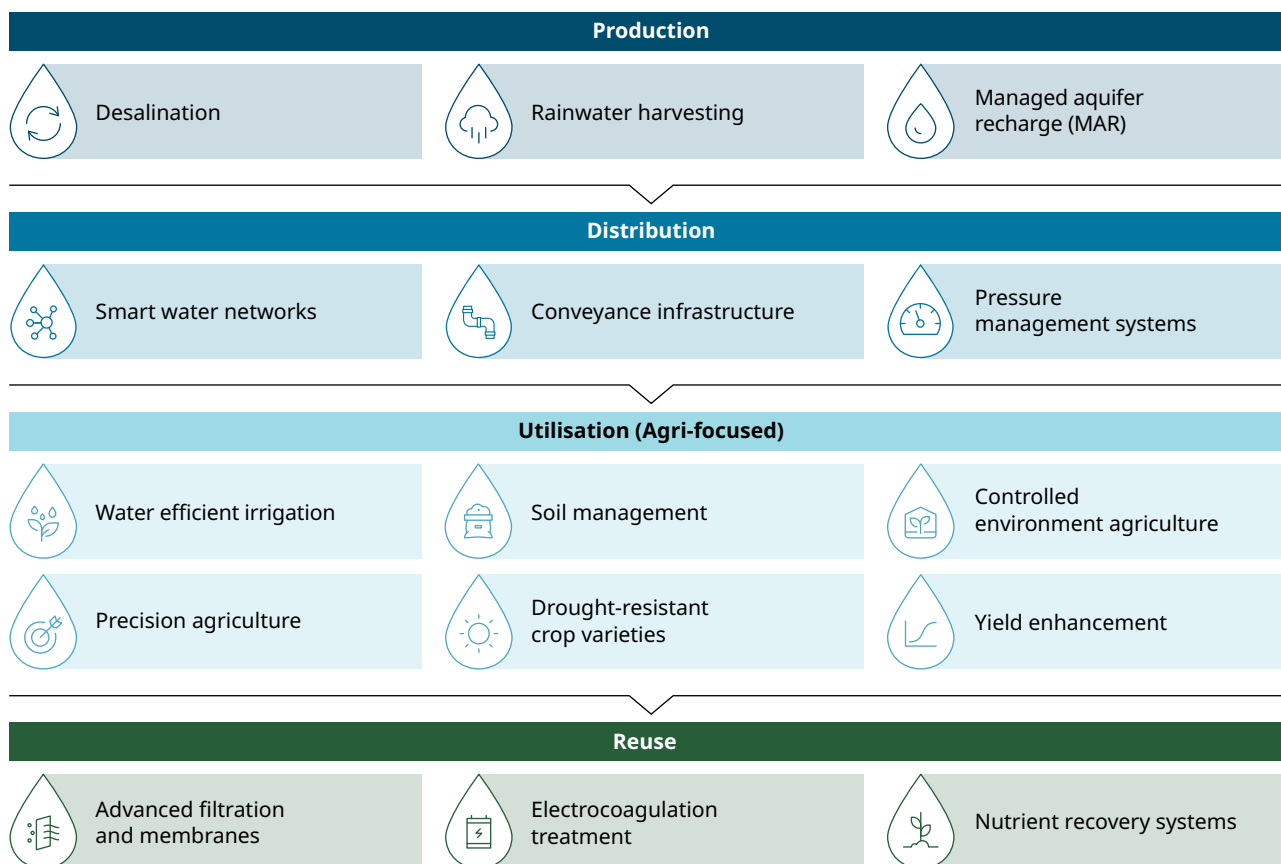 Production
Desalination
Rainwater harvesting
Managed aquifer
recharge (MAR)
Distribution
Smart water networks
Conveyance infrastructure
Pressure
management systems
Utilisation (Agri-focused)
Water efficient irrigation
Soil management
Controlled
environment agriculture
Precision agriculture
Drought-resistant
crop varieties
Yield enhancement
Reuse
Advanced filtration
and membranes
Electrocoagulation
treatment
Nutrient recovery systems